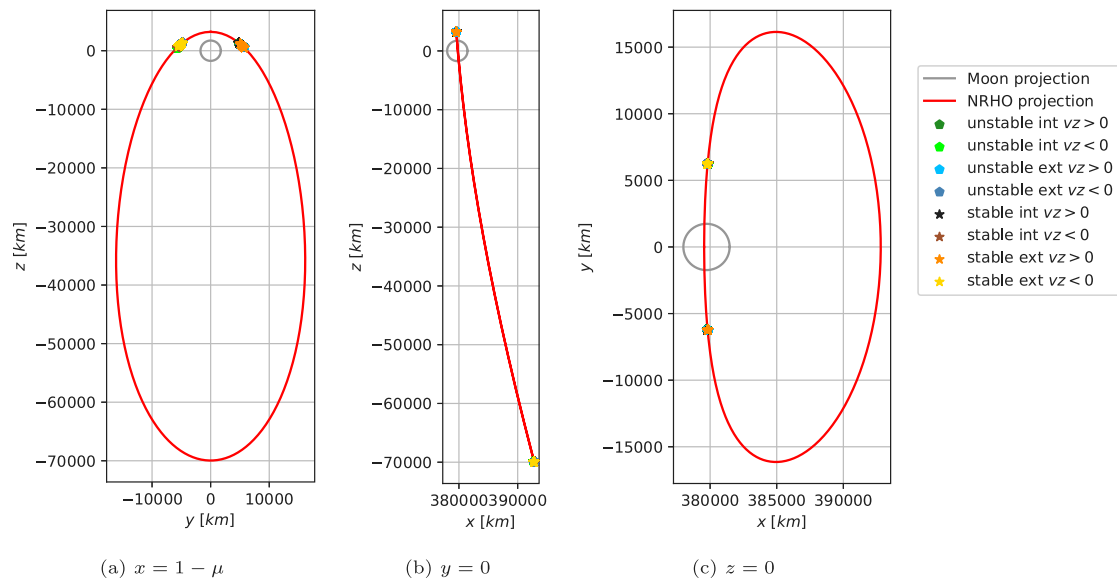 0
−10000
−20000
−30000
−40000
−50000
−60000
−70000
z [km]
−10000 0 10000
y [km]
(a) x = 1 − μ
0
−10000
−20000
−30000
−40000
−50000
−60000
−70000
z [km]
380000 390000
x [km]
(b) y = 0
15000
10000
5000
0
−5000
−10000
−15000
y [km]
380000 385000 390000
x [km]
(c) z = 0
Moon projection
NRHO projection
unstable int vz > 0
unstable int vz < 0
unstable ext vz > 0
unstable ext vz < 0
stable int vz > 0
stable int vz < 0
stable ext vz > 0
stable ext vz < 0